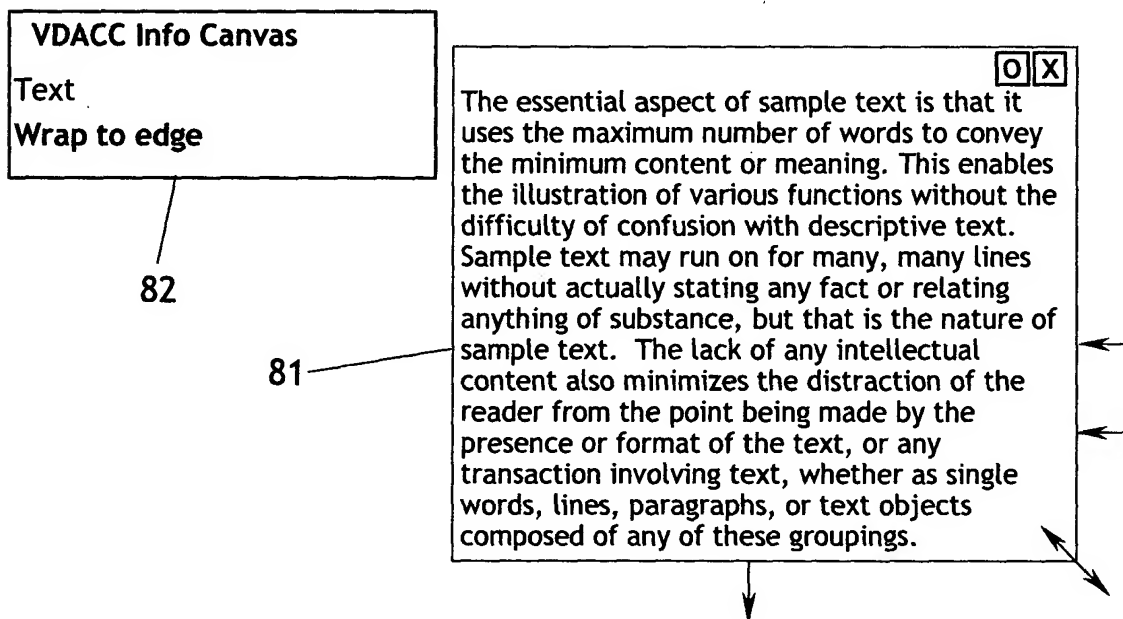 VDACC Info Canvas
Text
Wrap to edge
82
O X
The essential aspect of sample text is that it
uses the maximum number of words to convey
the minimum content or meaning. This enables
the illustration of various functions without the
difficulty of confusion with descriptive text.
Sample text may run on for many, many lines
without actually stating any fact or relating
anything of substance, but that is the nature of
sample text.  The lack of any intellectual
content also minimizes the distraction of the
reader from the point being made by the
presence or format of the text, or any
transaction involving text, whether as single
words, lines, paragraphs, or text objects
composed of any of these groupings.
81